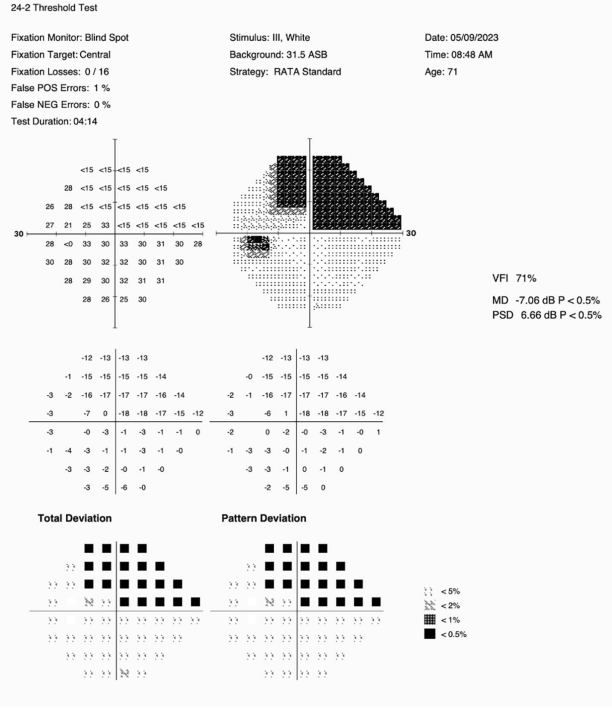 24-2 Threshold Test
Fixation Monitor: Blind Spot
Fixation Target: Central
Fixation Losses: 0 / 16
False POS Errors: 1 %
False NEG Errors: 0 %
Test Duration: 04:14
Stimulus: III, White
Background: 31.5 ASB
Strategy: RATA Standard
Date: 05/09/2023
Time: 08:48 AM
Age: 71
<15 <15 <15 <15
28 <15 <15 <15 <15 <15
26 28 <15 <15 <15 <15 <15 <15
27 21 25 33 <15 <15 <15 <15 <15
30 30
28 <0 33 30 33 30 31 30 28
30 28 30 32 32 30 31 30
28 29 30 32 31 31
28 26 25 30
VFI 71%
MD -7.06 dB P < 0.5%
PSD 6.66 dB P < 0.5%
-12 -13 -13 -13
-1 -15 -15 -15 -15 -14
-3 -2 -16 -17 -17 -16 -16 -14
-3 -7 0 -18 -18 -17 -15 -12
-3 -0 -3 -1 -3 -1 -1 0
-1 -4 -3 -1 -1 -3 -1 -0
-3 -3 -2 -0 -1 -0
-3 -5 -6 -0
-12 -13 -13 -13
-0 -15 -15 -15 -15 -14
-2 -1 -16 -17 -17 -17 -16 -14
-3 -6 1 -18 -18 -17 -15 -12
-2 0 -2 -0 -3 -1 -0 1
-1 -3 -3 -0 -1 -2 -1 0
-3 -3 -1 0 -1 0
-2 -5 -5 0
Total Deviation
Pattern Deviation
< 5%
< 2%
< 1%
< 0.5%